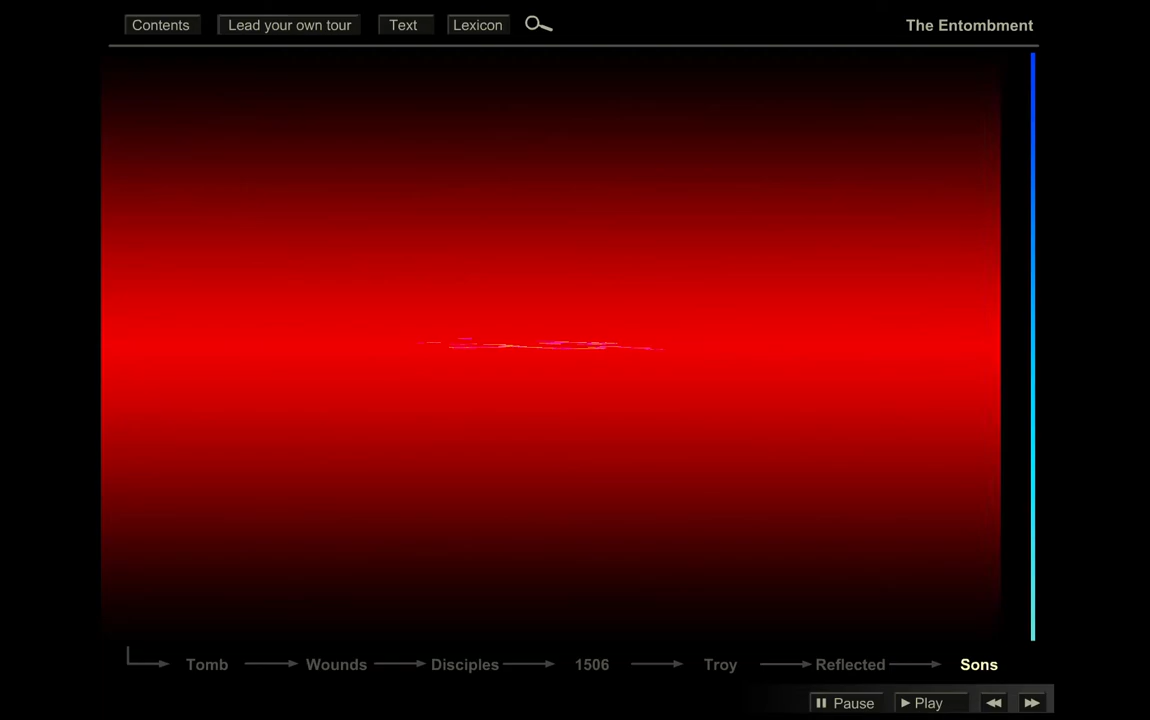 Contents Lead your own tour Text Lexicon The Entombment
Tomb Wounds Disciples 1506 Troy Reflected Sons
Pause Play